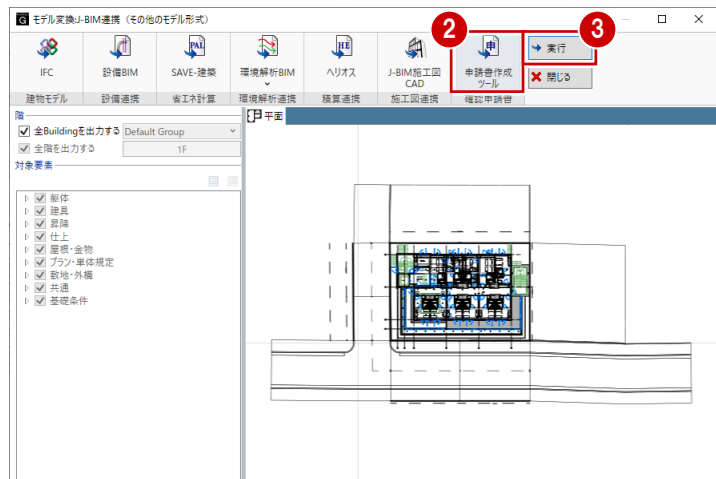 G モデル変換:J-BIM連携（その他のモデル形式）
2
3
PAL
HE
申
IFC
設備BIM
SAVE-建築
環境解析BIM
ヘリオス
J-BIM施工図
CAD
申請書作成
ツール
実行
閉じる
建物モデル
設備連携
省エネ計算
環境解析連携
積算連携
施工図連携
確認申請書
階
全Buildingを出力する
Default Group
全階を出力する
1F
対象要素
躯体
建具
昇降
仕上
屋根・金物
プラン・単体規定
敷地・外構
共通
基礎条件
平面